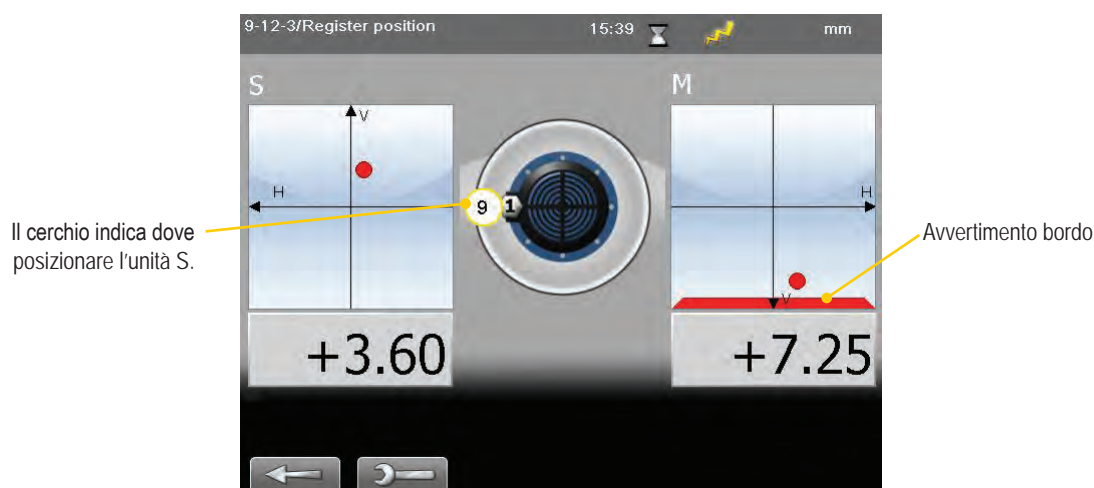 9-12-3/Register position 15:39 mm
S
M
V
H
H
V
9 1
Il cerchio indica dove
posizionare l'unità S.
Avvertimento bordo
+3.60
+7.25